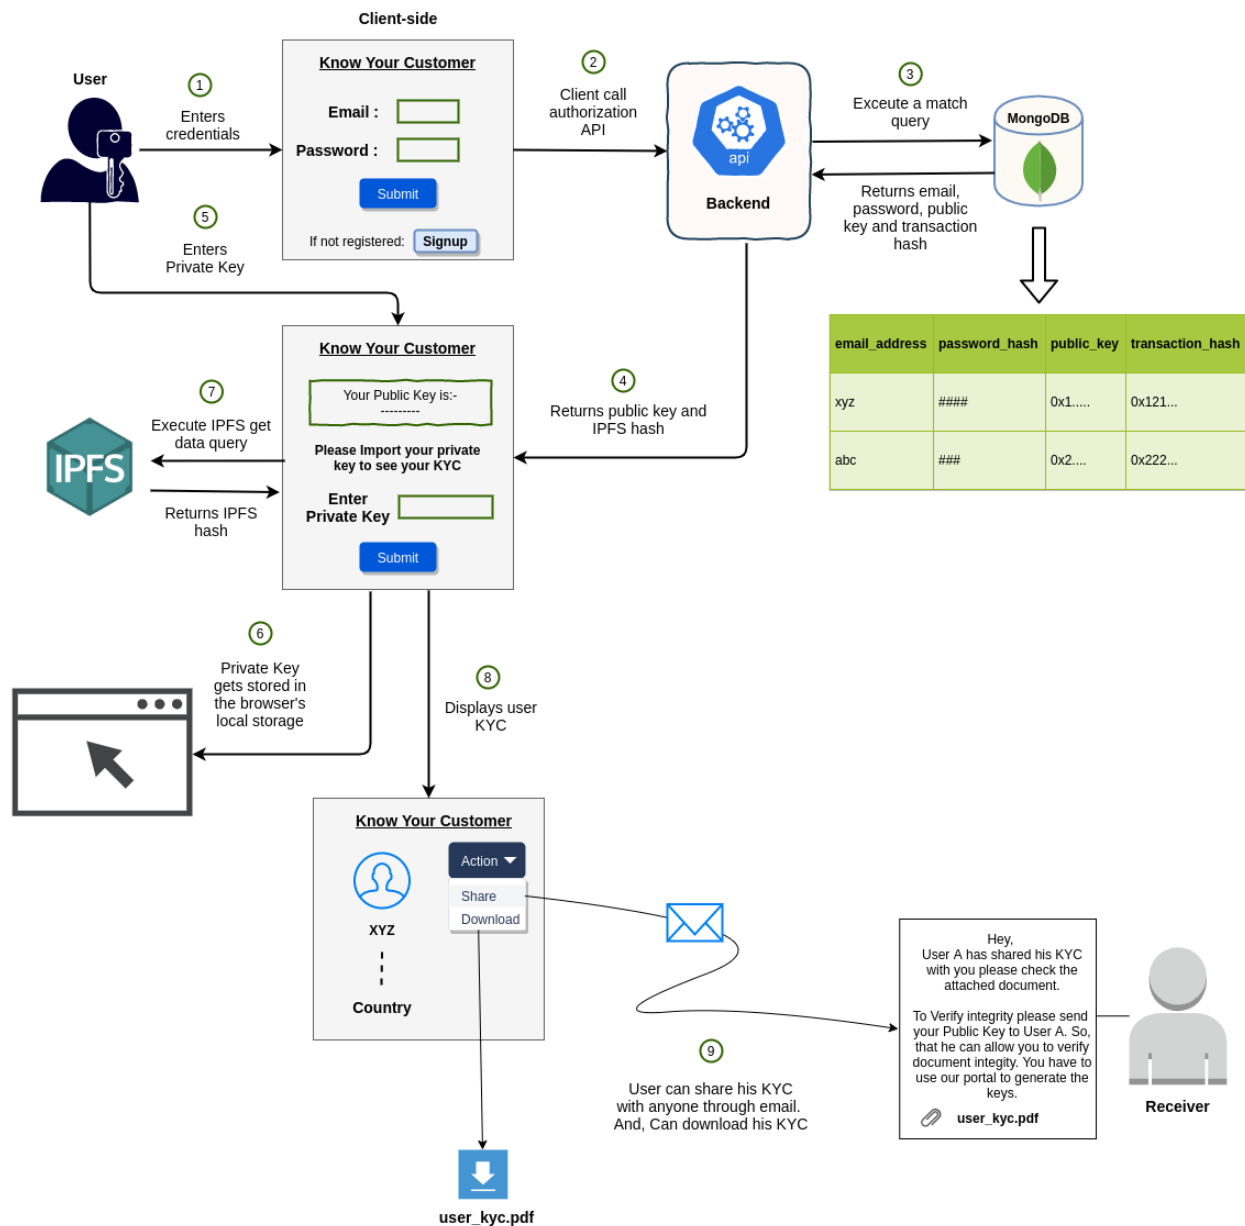 Client-side
User
1
Enters
credentials
Know Your Customer
Email :
Password :
Submit
If not registered:
Signup
2
Client call
authorization
API
api
Backend
3
Exceute a match
query
MongoDB
Returns email,
password, public
key and transaction
hash
email_address password_hash public_key transaction_hash
xyz #### 0x1..... 0x121...
abc ### 0x2.... 0x222...
4
Returns public key and
IPFS hash
5
Enters
Private Key
Know Your Customer
Your Public Key is:-
---------
Please Import your private
key to see your KYC
Enter
Private Key
Submit
7
Execute IPFS get
data query
IPFS
Returns IPFS
hash
6
Private Key
gets stored in
the browser's
local storage
8
Displays user
KYC
Know Your Customer
Action
Share
Download
XYZ
Country
9
User can share his KYC
with anyone through email.
And, Can download his KYC
Hey,
User A has shared his KYC
with you please check the
attached document.
To Verify integrity please send
your Public Key to User A. So,
that he can allow you to verify
document integity. You have to
use our portal to generate the
keys.
user_kyc.pdf
Receiver
user_kyc.pdf